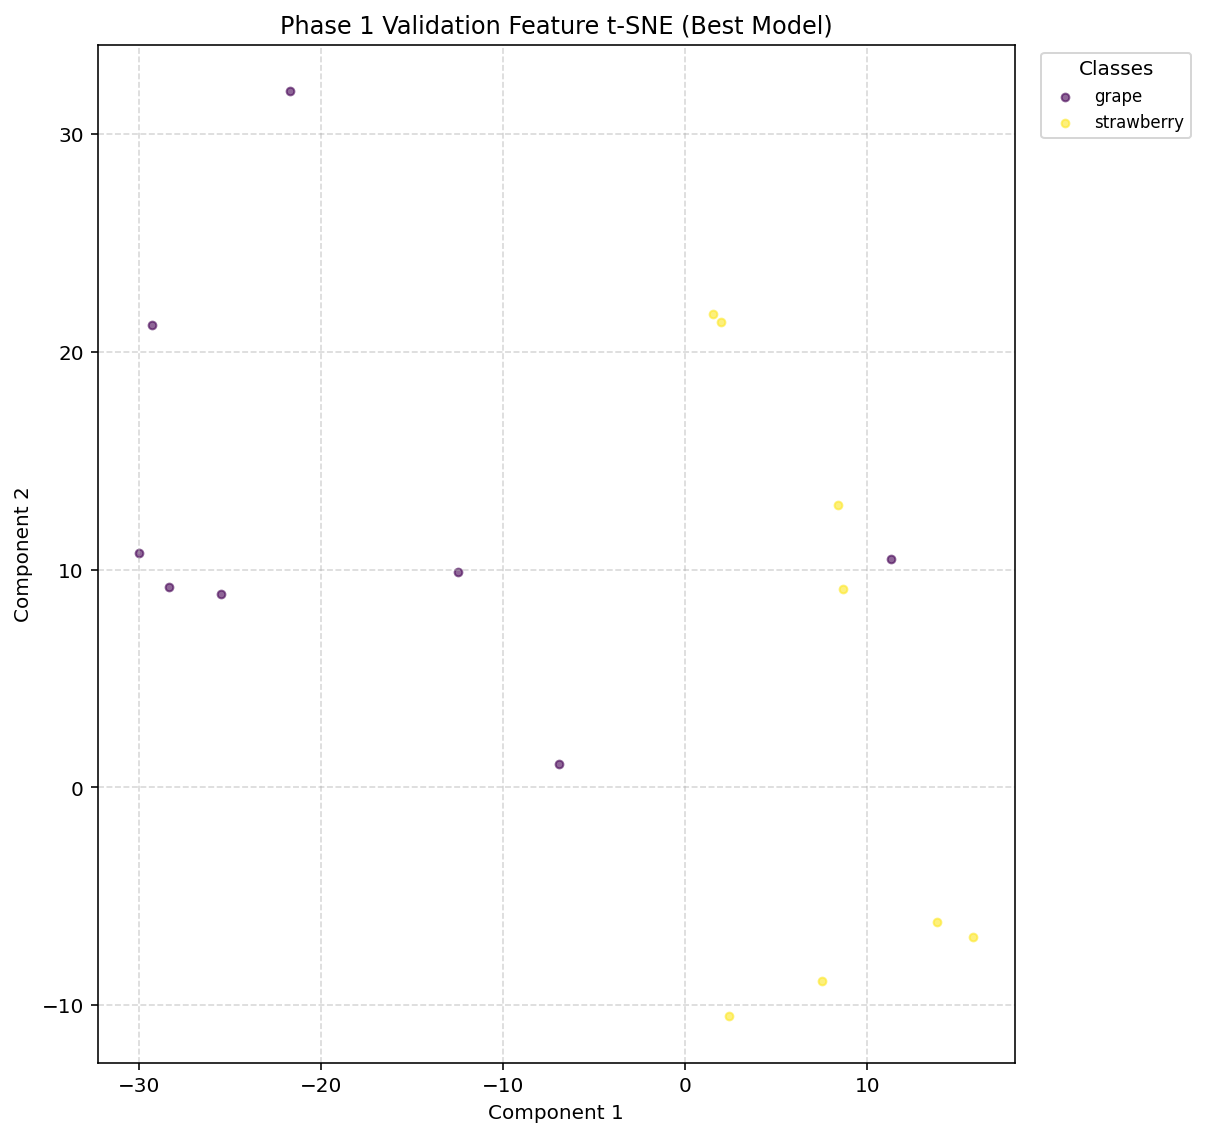 Phase 1 Validation Feature t-SNE (Best Model)
Classes
grape
strawberry
30
20
10
0
−10
Component 2
−30
−20
−10
0
10
Component 1